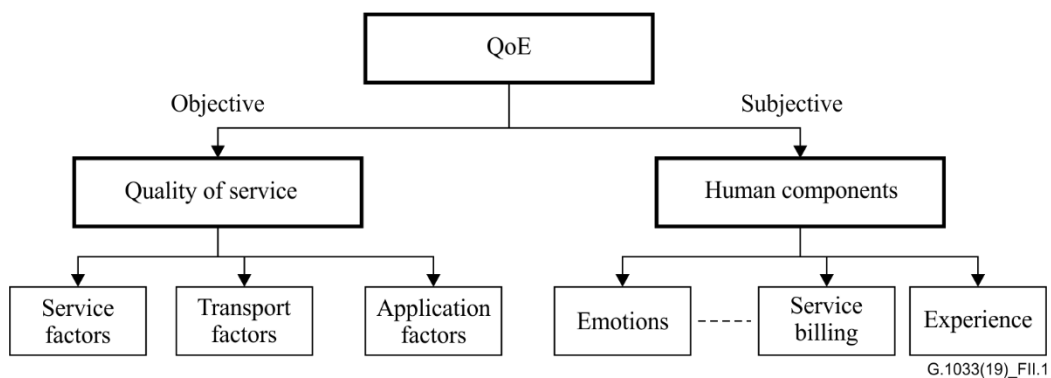 QoE
Objective
Subjective
Quality of service
Human components
Service
factors
Transport
factors
Application
factors
Emotions
Service
billing
Experience
G.1033(19)_FII.1